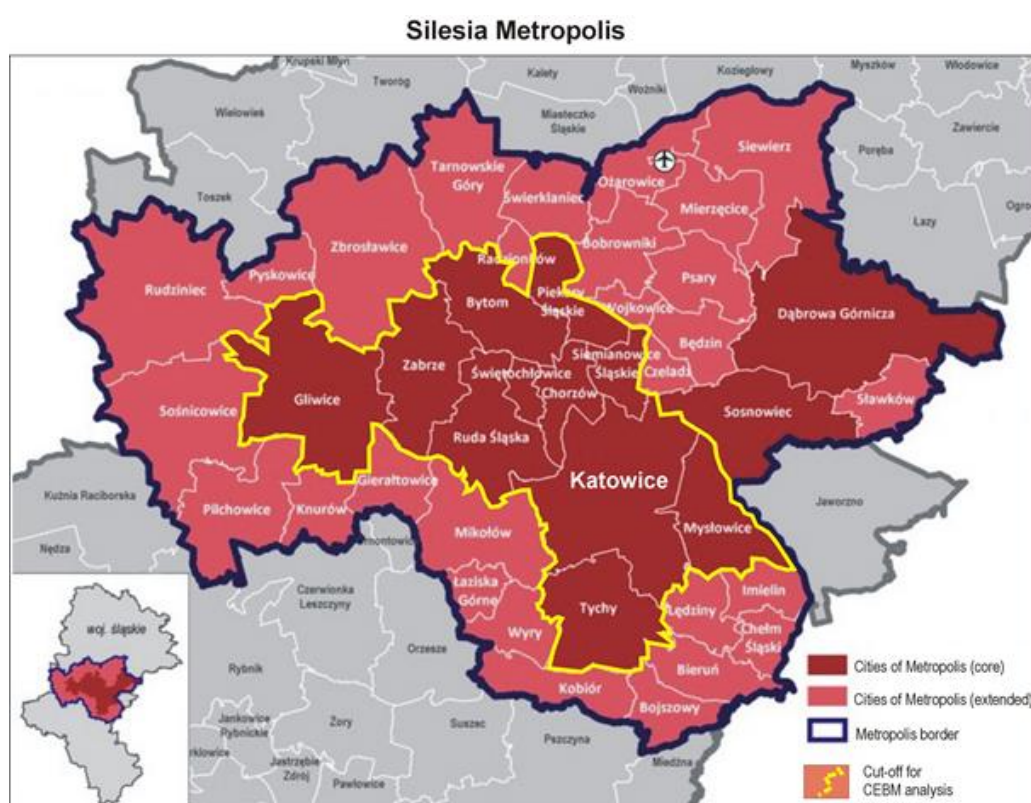 Silesia Metropolis
Krupski Młyn
Tworóg
Kalety
Woźniki
Koziegłowy
Myszków
Włodowice
Wielowieś
Miasteczko
Śląskie
Siewierz
Zawiercie
Poręba
Tarnowskie
Góry
Świerklaniec
Ożarowice
Toszek
Mierzęcice
Łazy
Ogro
Zbrosławice
Bobrowniki
Radzionków
Pyskowice
Psary
Rudziniec
Bytom
Piekary
Śląskie
Wojkowice
Dąbrowa Górnicza
Będzin
Zabrze
Siemianowice
Śląskie
Czeladź
Świętochłowice
Chorzów
Gliwice
Sławków
Sośnicowice
Sosnowiec
Ruda Śląska
Katowice
Gierałtowice
Kuźnia Raciborska
Jaworzno
Pilchowice
Knurów
Mysłowice
Mikołów
Nędza
Czerwionka
Leszczyny
Łaziska
Górne
Imielin
Tychy
Lędziny
Chełm
Śląski
woj. śląskie
Orzesze
Wyry
Rybnik
Bieruń
Kobiór
Bojszowy
Jankowice
Rybnickie
Żory
Suszec
Pszczyna
Jastrzębie
Zdrój
Pawłowice
Miedźna
Cities of Metropolis (core)
Cities of Metropolis (extended)
Metropolis border
Cut-off for
CEBM analysis